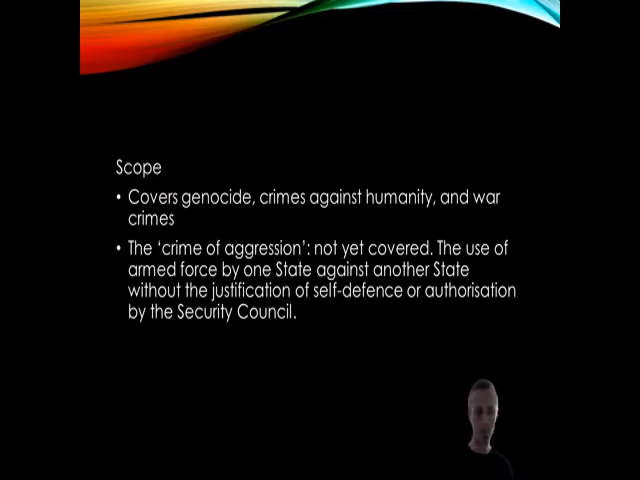 Scope
• Covers genocide, crimes against humanity, and war
crimes
• The ‘crime of aggression’: not yet covered. The use of
armed force by one State against another State
without the justification of self-defence or authorisation
by the Security Council.